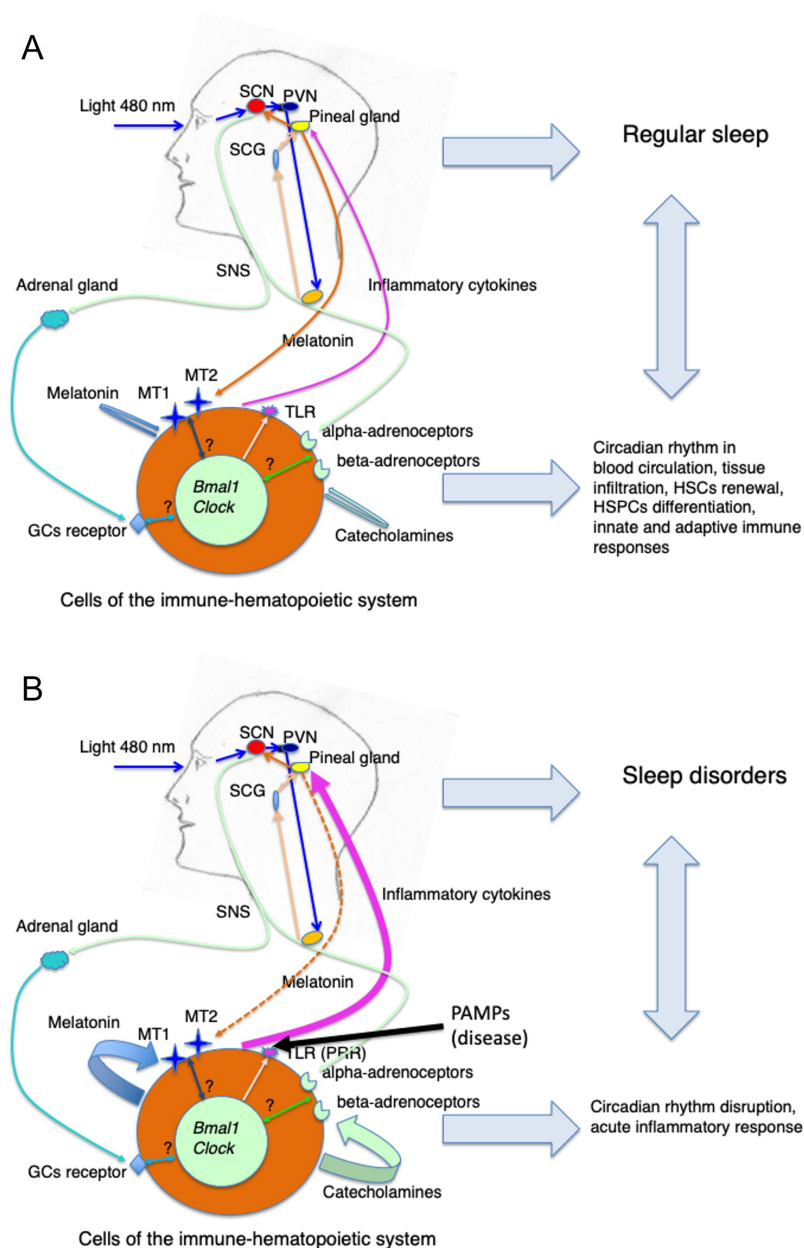 A
Light 480 nm
SCN
PVN
Pineal gland
SCG
Regular sleep
SNS
Adrenal gland
Inflammatory cytokines
Melatonin
MT2
MT1
Melatonin
TLR
alpha-adrenoceptors
beta-adrenoceptors
?
?
Bmal1
Clock
?
GCs receptor
Catecholamines
Circadian rhythm in
blood circulation, tissue
infiltration, HSCs renewal,
HSPCs differentiation,
innate and adaptive immune
responses
Cells of the immune-hematopoietic system
B
Light 480 nm
SCN
PVN
Pineal gland
SCG
Sleep disorders
Inflammatory cytokines
SNS
Adrenal gland
Melatonin
PAMPs
(disease)
MT2
MT1
Melatonin
TLR (PRR)
alpha-adrenoceptors
beta-adrenoceptors
?
?
Bmal1
Clock
?
GCs receptor
Catecholamines
Circadian rhythm disruption,
acute inflammatory response
Cells of the immune-hematopoietic system